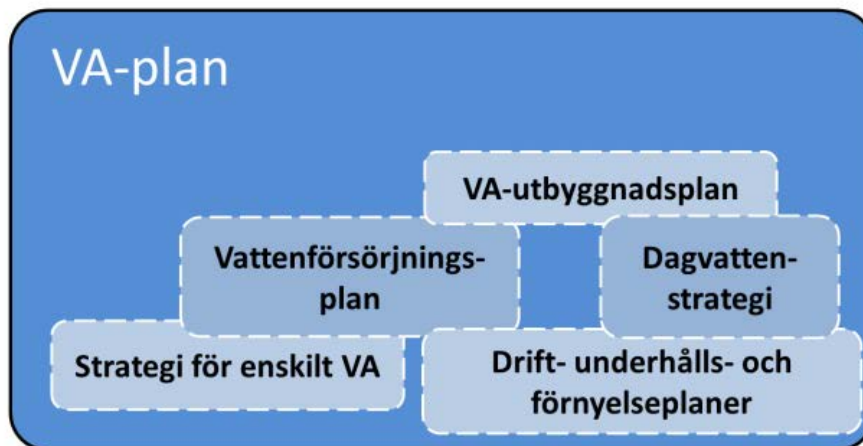 VA-plan
VA-utbyggnadsplan
Vattenförsörjnings-
plan
Dagvatten-
strategi
Strategi för enskilt VA
Drift- underhålls- och
förnyelseplaner